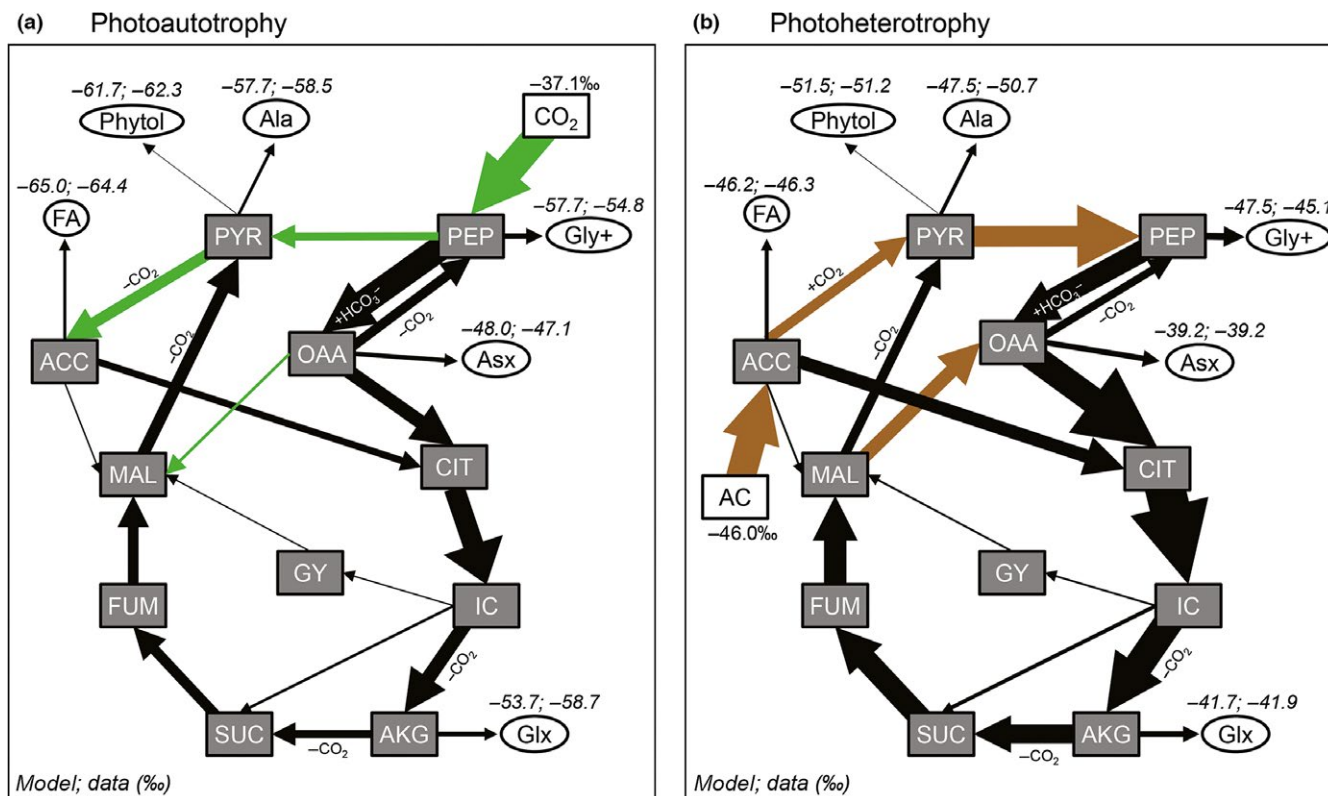 (a) Photoautotrophy
–61.7; –62.3
–57.7; –58.5
–37.1‰
Phytol
Ala
CO₂
–65.0; –64.4
FA
–57.7; –54.8
PYR
PEP
Gly+
–CO₂
+HCO₃⁻
–CO₂
–CO₂
–48.0; –47.1
ACC
OAA
Asx
MAL
CIT
GY
FUM
IC
–CO₂
–53.7; –58.7
SUC
AKG
Glx
–CO₂
Model; data (‰)
(b) Photoheterotrophy
–51.5; –51.2
–47.5; –50.7
Phytol
Ala
–46.2; –46.3
FA
–47.5; –45.1
PYR
PEP
Gly+
+CO₂
+HCO₃⁻
–CO₂
–CO₂
–39.2; –39.2
ACC
OAA
Asx
MAL
CIT
AC
–46.0‰
GY
FUM
IC
–CO₂
–41.7; –41.9
SUC
AKG
Glx
–CO₂
Model; data (‰)